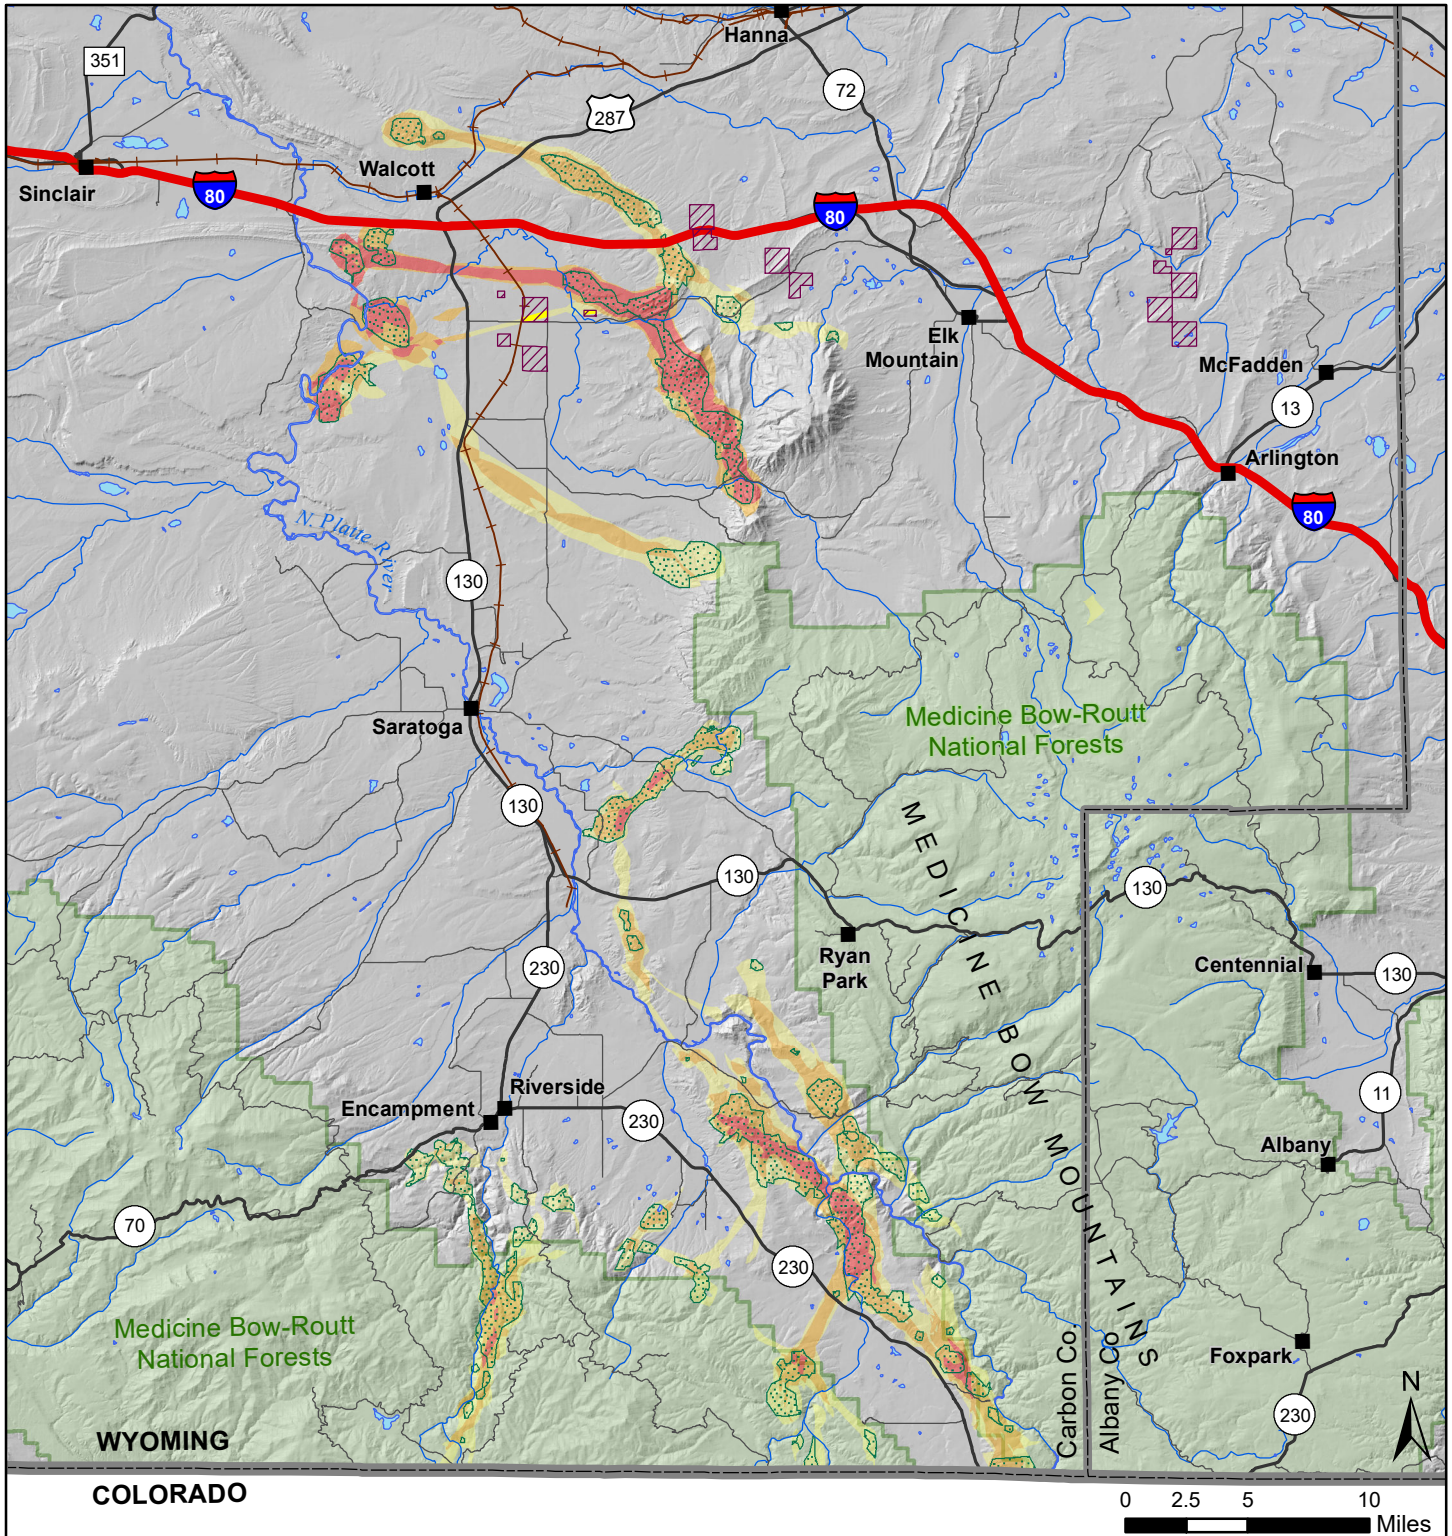 Hanna
351
72
287
Walcott
Sinclair
80
80
Elk
Mountain
McFadden
13
Arlington
80
N. Platte River
130
Saratoga
Medicine Bow-Routt
National Forests
130
130
130
MEDICINE BOW MOUNTAINS
Ryan
Park
Centennial
130
230
Riverside
Encampment
230
11
Albany
70
230
Medicine Bow-Routt
National Forests
Foxpark
Carbon Co.
Albany Co
N
230
WYOMING
COLORADO
0 2.5 5 10
Miles